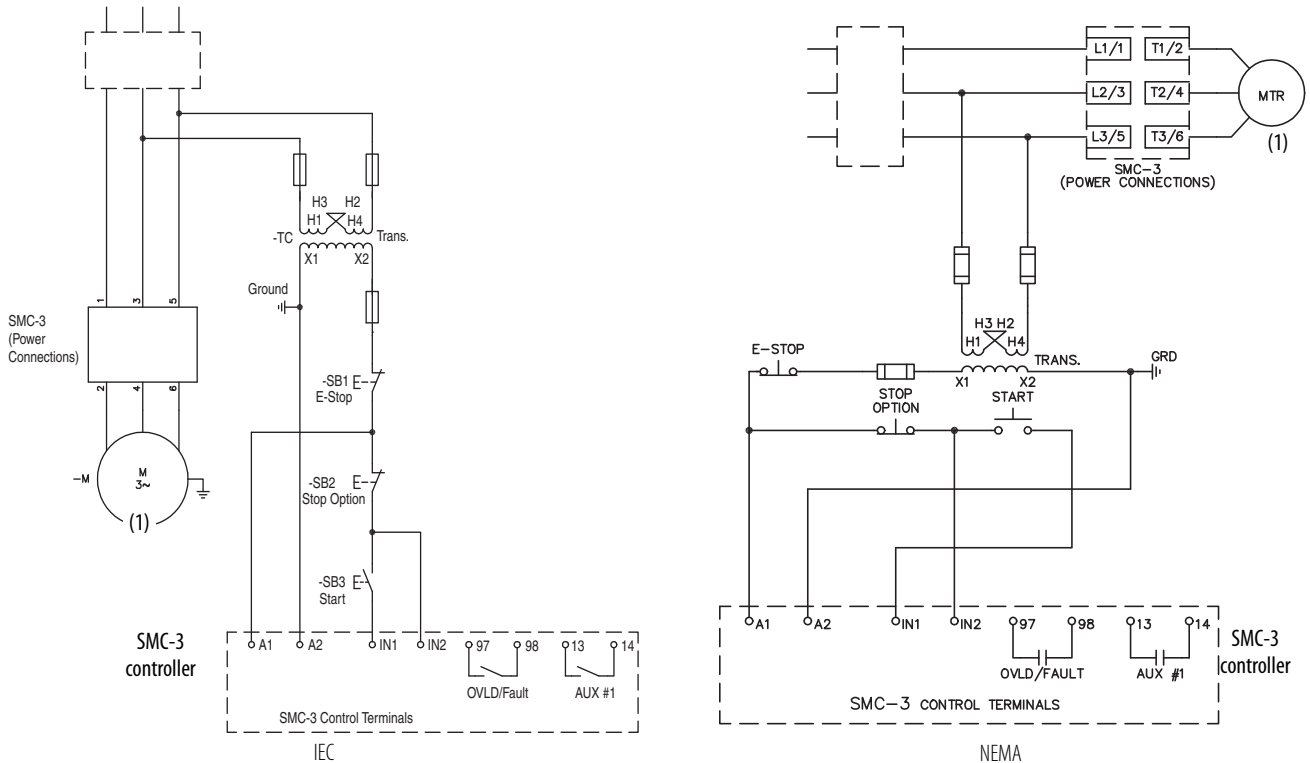 H3 H2
H1 H4
-TC
Trans.
X1 X2
Ground
1 3 5
SMC-3
(Power
Connections)
2 4 6
-SB1
E-Stop
-M
M
3~
(1)
-SB2
Stop Option
-SB3
Start
SMC-3
controller
A1 A2 IN1 IN2 97 98 13 14
OVLD/Fault AUX #1
SMC-3 Control Terminals
IEC
L1/1 T1/2
L2/3 T2/4
L3/5 T3/6
MTR
(1)
SMC-3
(POWER CONNECTIONS)
H3 H2
H1 H4
E-STOP
TRANS.
GRD
X1 X2
STOP
OPTION
START
A1 A2 IN1 IN2 97 98 13 14
OVLD/FAULT AUX #1
SMC-3
controller
SMC-3 CONTROL TERMINALS
NEMA